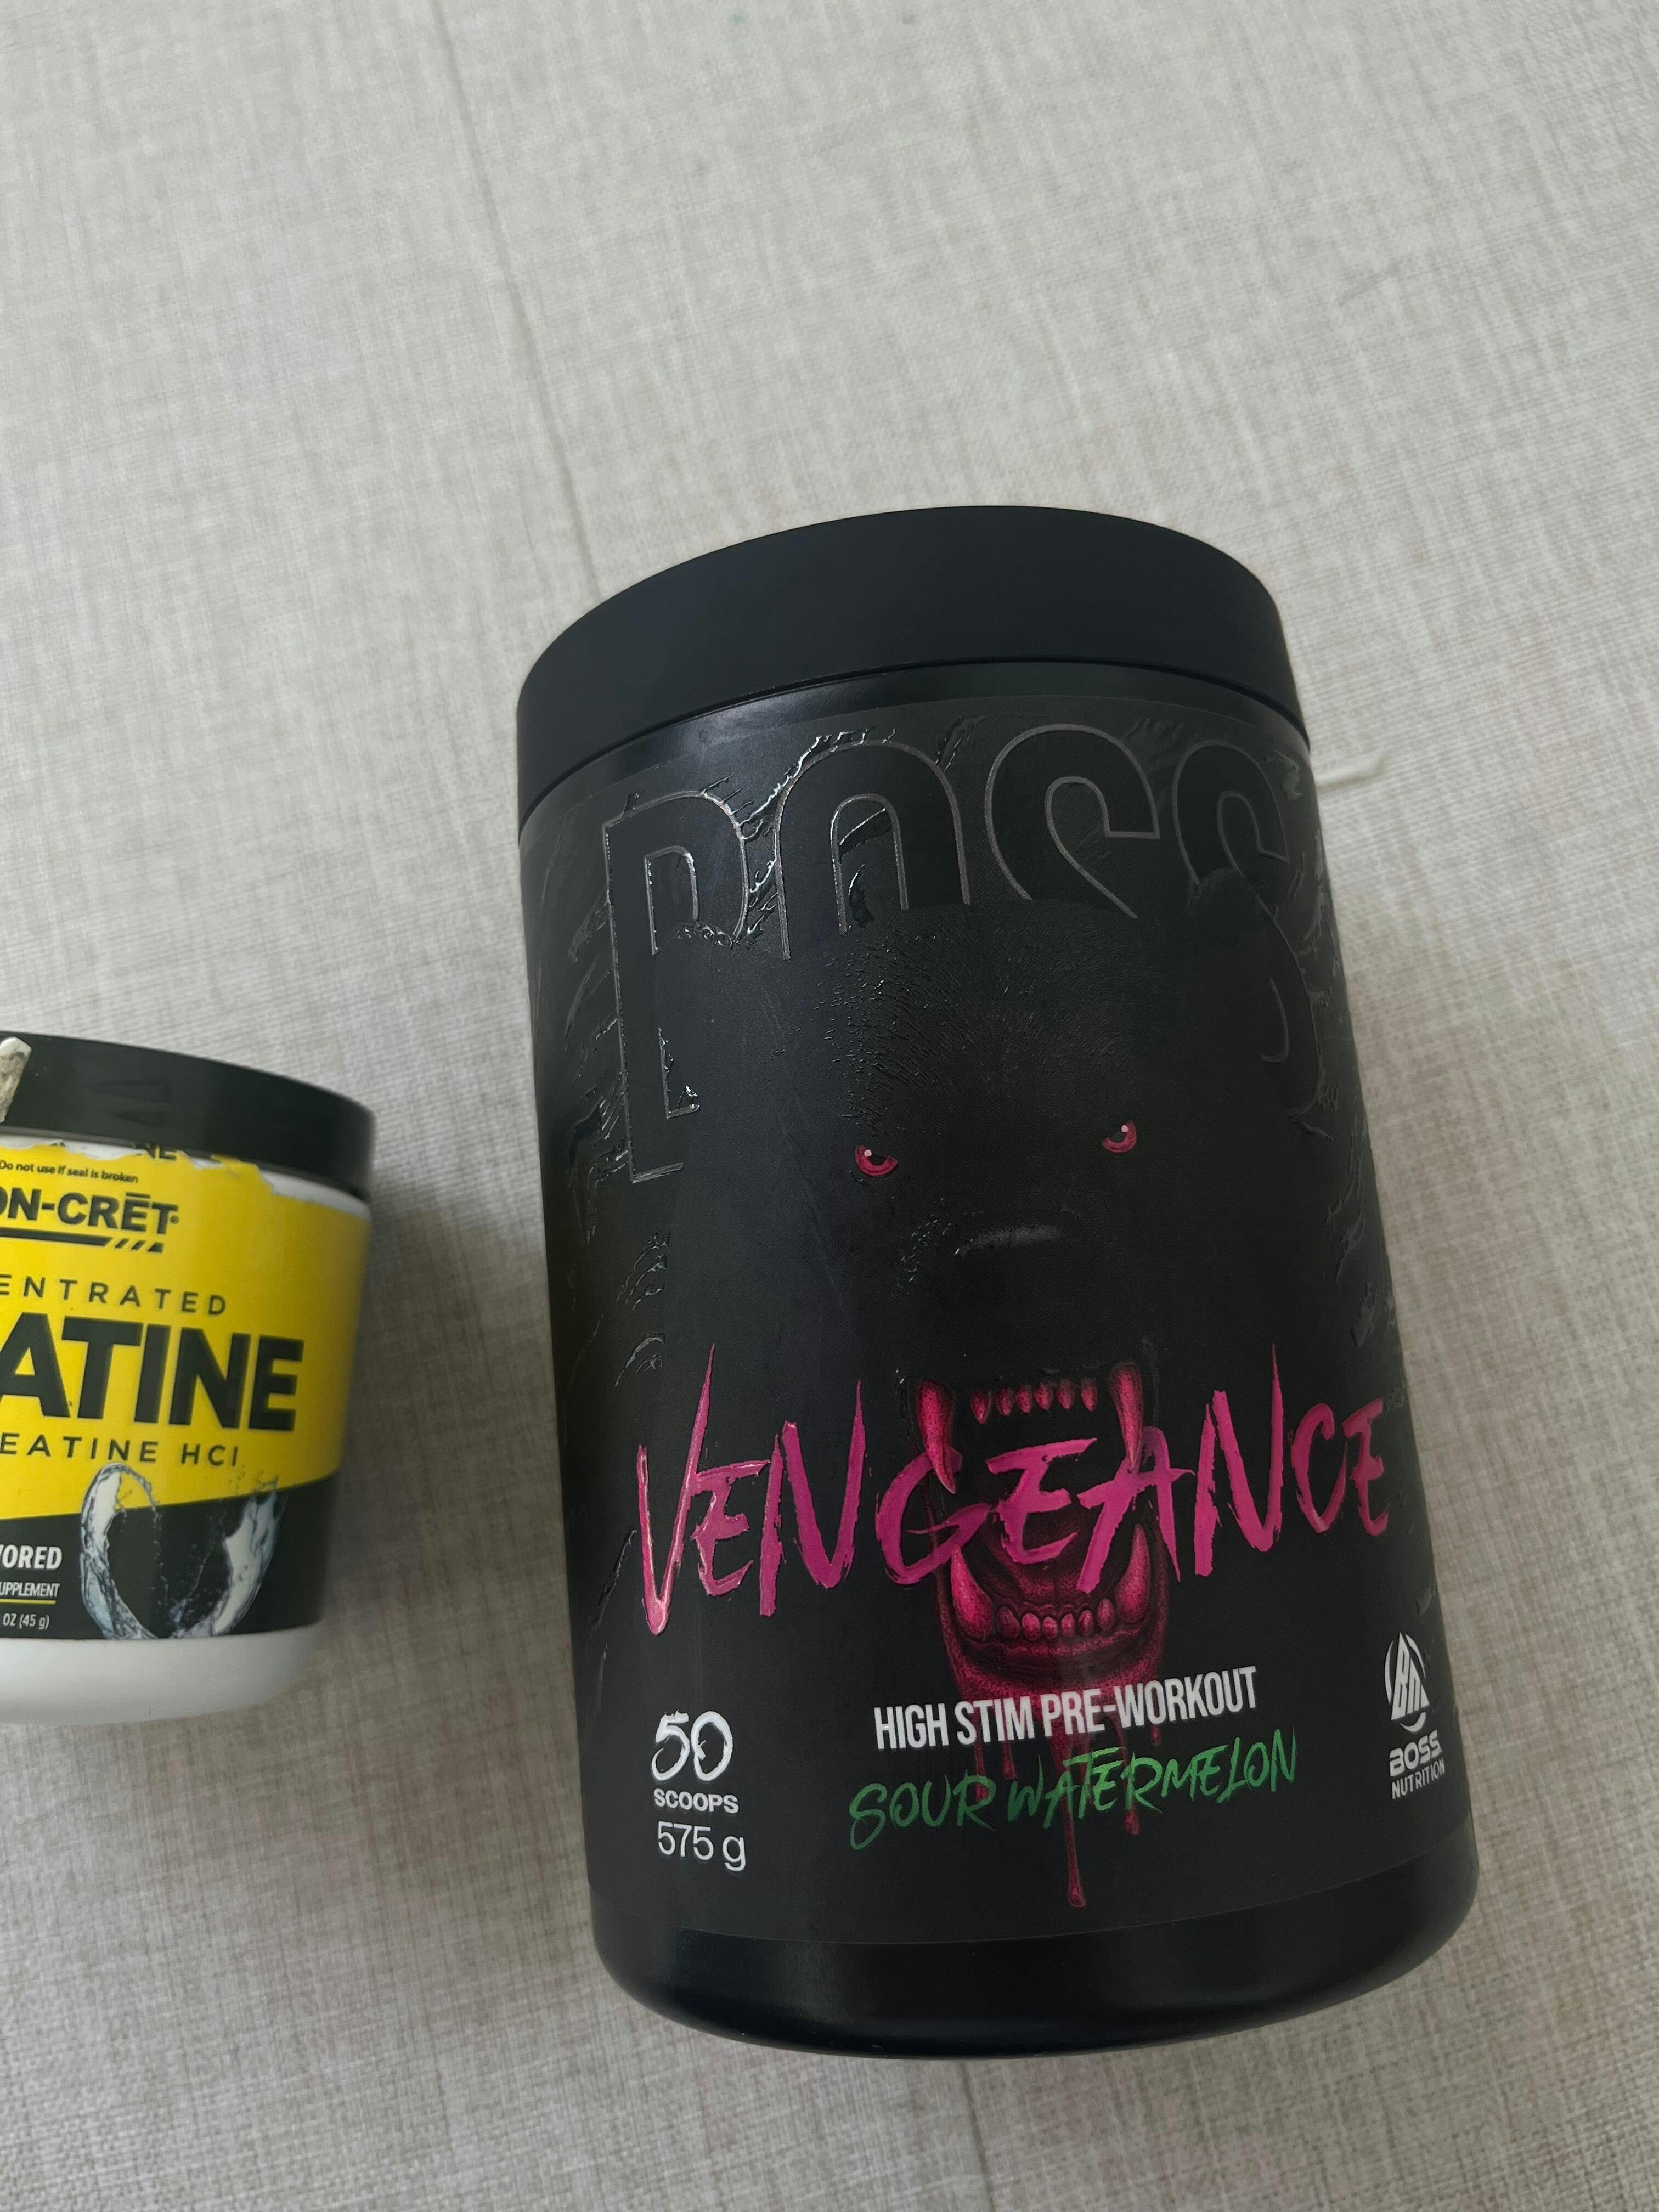 Do not use if seal is broken
ON-CRĒT®
ENTRATED
ATINE
EATINE HCl
VORED
UPPLEMENT
OZ (45 g)
BOSS
VENGEANCE
HIGH STIM PRE-WORKOUT
SOUR WATERMELON
50
SCOOPS
575 g
BOSS
NUTRITION